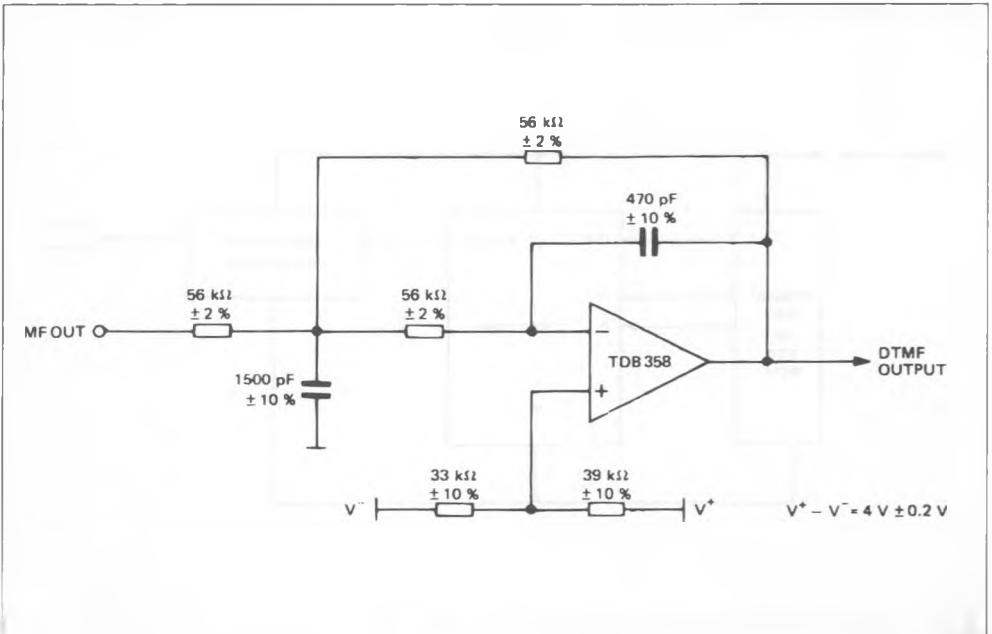 56 kΩ
± 2 %
470 pF
± 10 %
56 kΩ
± 2 %
56 kΩ
± 2 %
MF OUT
−
TDB 358
+
DTMF
OUTPUT
1500 pF
± 10 %
33 kΩ
± 10 %
39 kΩ
± 10 %
V⁻
V⁺
V⁺ – V⁻ = 4 V ± 0.2 V